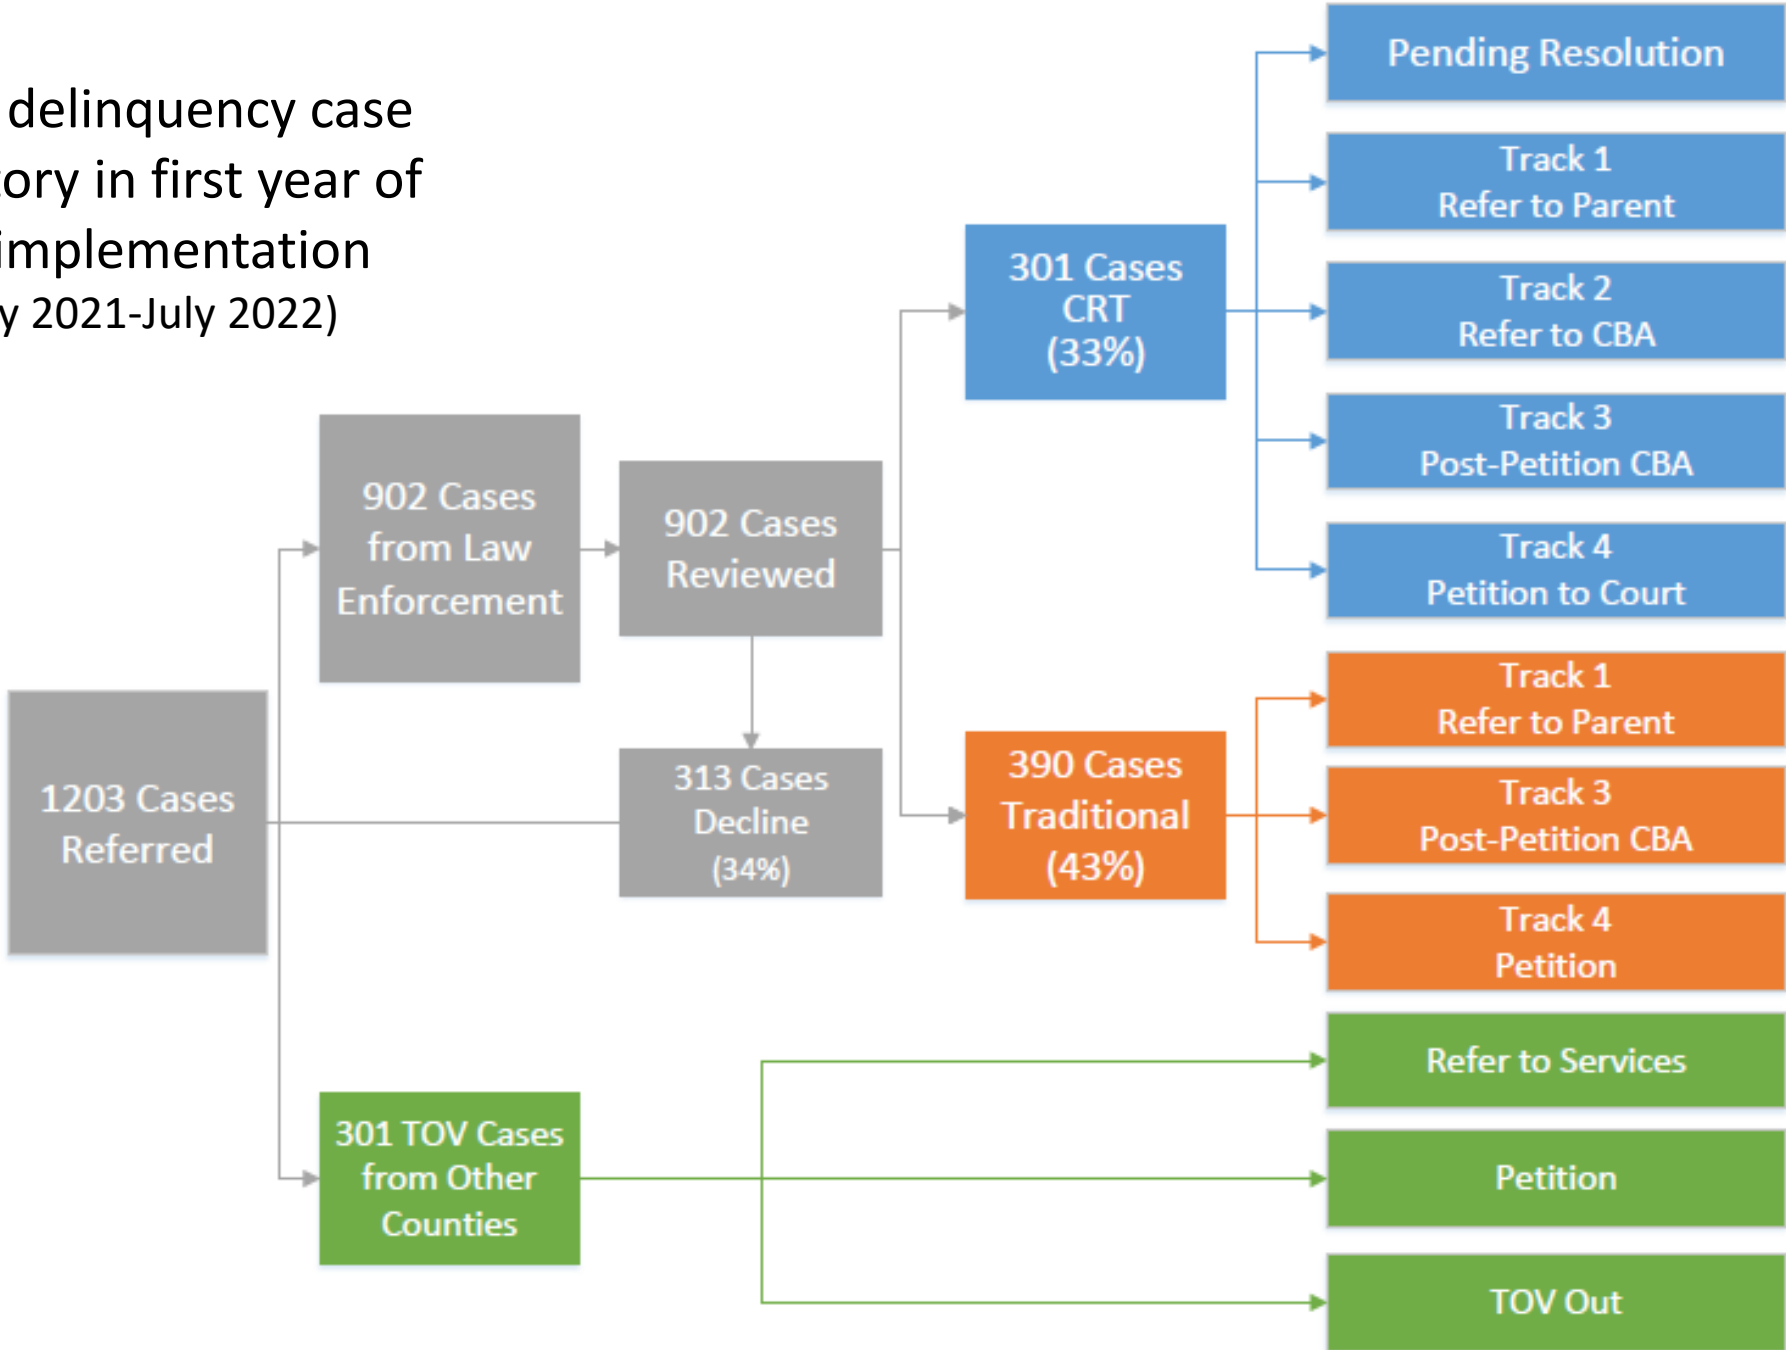 delinquency case
tory in first year of
implementation
y 2021-July 2022)
1203 Cases
Referred
902 Cases
from Law
Enforcement
902 Cases
Reviewed
313 Cases
Decline
(34%)
301 TOV Cases
from Other
Counties
301 Cases
CRT
(33%)
390 Cases
Traditional
(43%)
Pending Resolution
Track 1
Refer to Parent
Track 2
Refer to CBA
Track 3
Post-Petition CBA
Track 4
Petition to Court
Track 1
Refer to Parent
Track 3
Post-Petition CBA
Track 4
Petition
Refer to Services
Petition
TOV Out